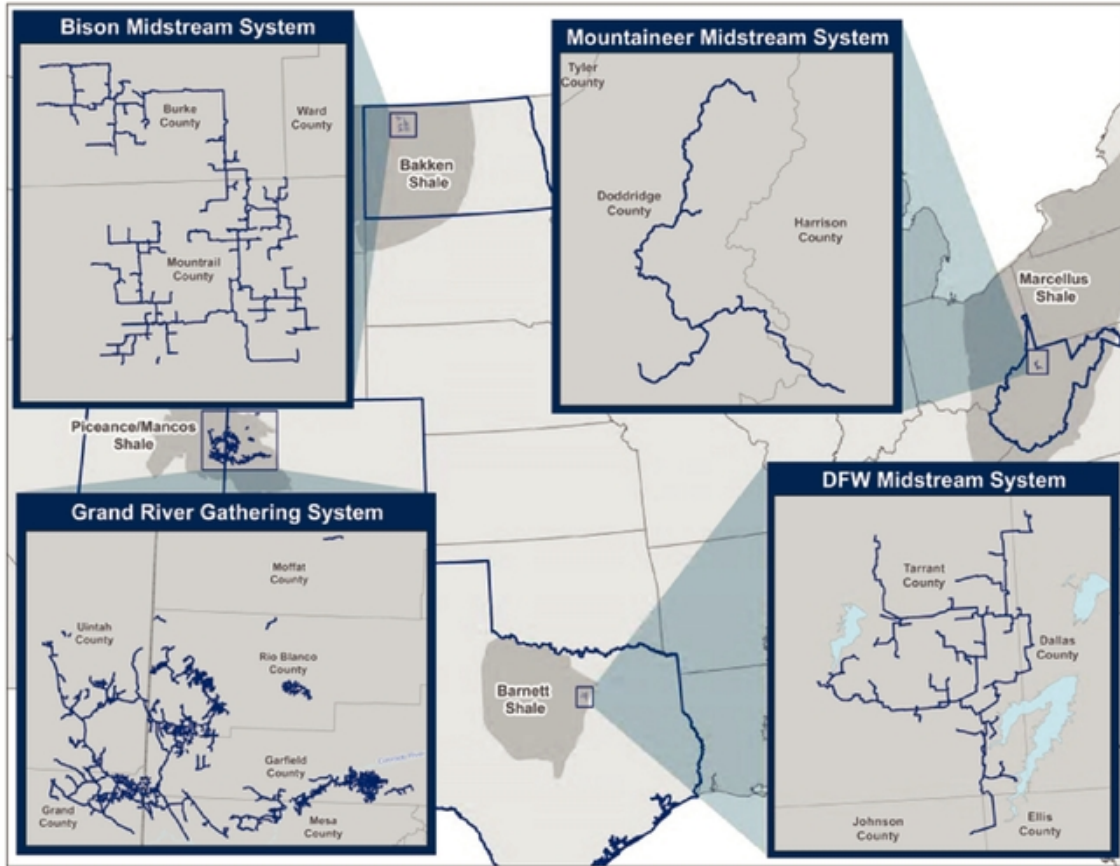 Bison Midstream System
Burke
County
Ward
County
Mountrail
County
Mountaineer Midstream System
Tyler
County
Doddridge
County
Harrison
County
Bakken
Shale
Marcellus
Shale
Piceance/Mancos
Shale
Grand River Gathering System
Moffat
County
Uintah
County
Rio Blanco
County
Garfield
County
Colorado River
Grand
County
Mesa
County
Barnett
Shale
DFW Midstream System
Tarrant
County
Dallas
County
Johnson
County
Ellis
County